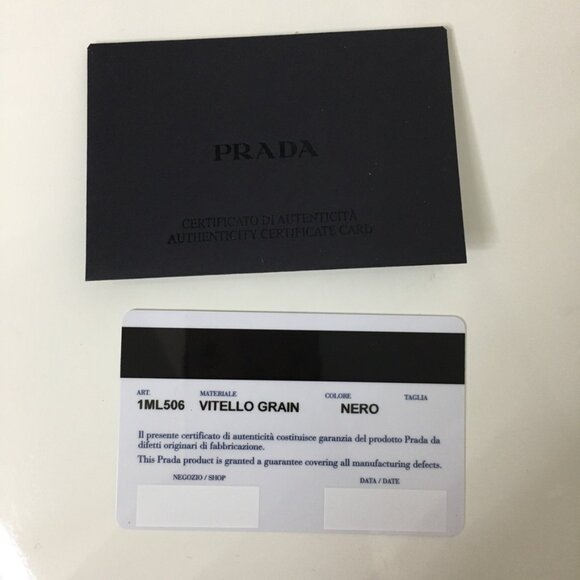 PRADA
CERTIFICATO DI AUTENTICITÀ
AUTHENTICITY CERTIFICATE CARD
ART. MATERIALE COLORE TAGLIA
1ML506 VITELLO GRAIN NERO
Il presente certificato di autenticità costituisce garanzia del prodotto Prada da
difetti originari di fabbricazione.
This Prada product is granted a guarantee covering all manufacturing defects.
NEGOZIO / SHOP DATA / DATE